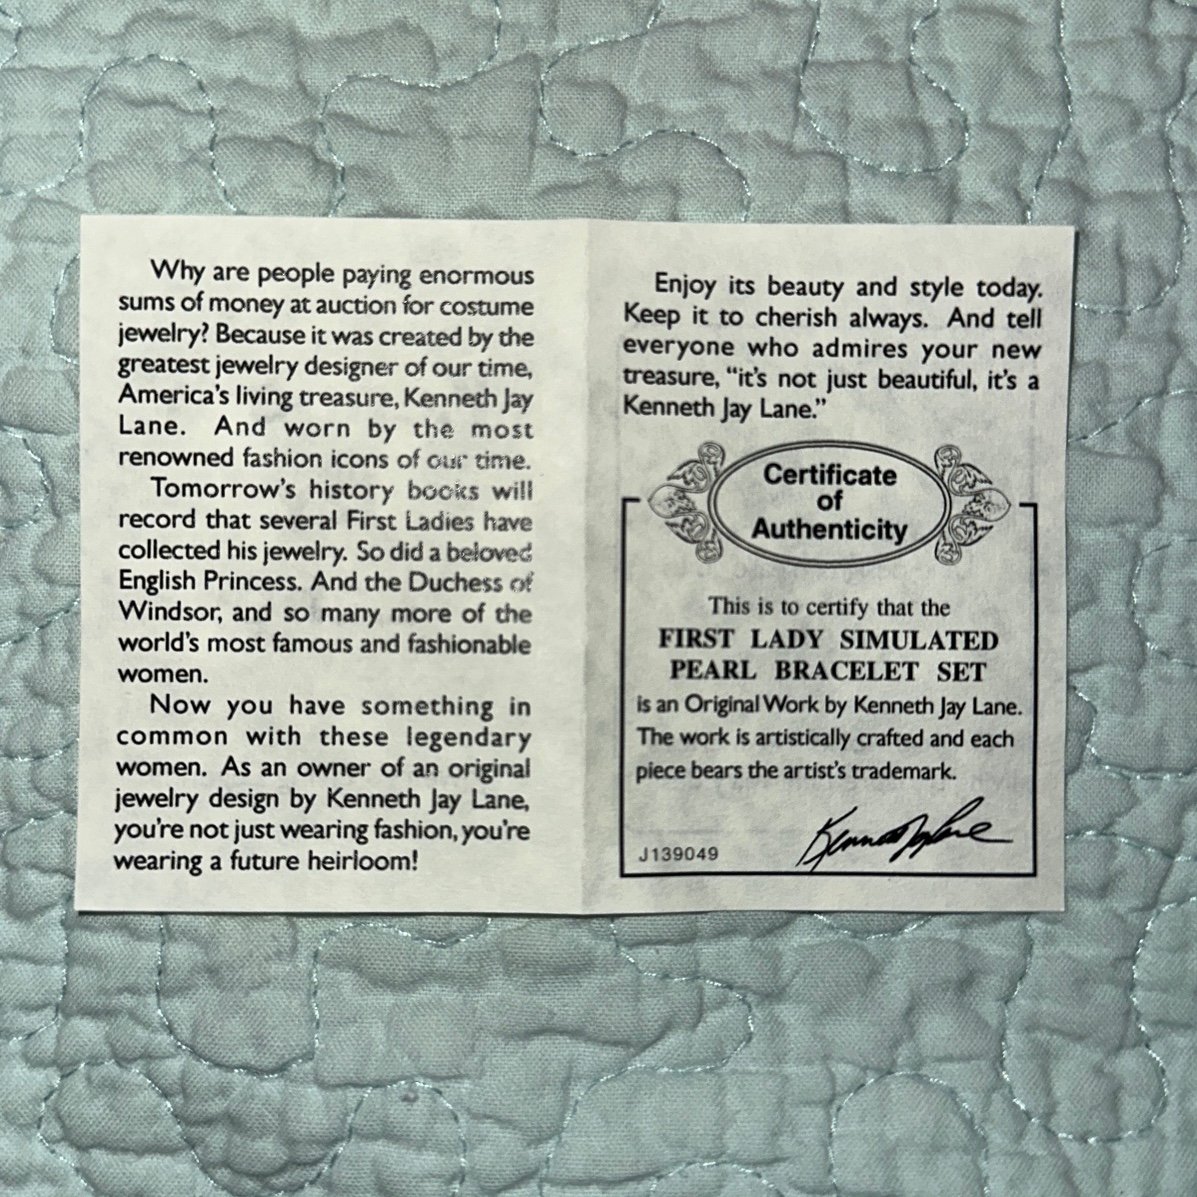 Why are people paying enormous
sums of money at auction for costume
jewelry? Because it was created by the
greatest jewelry designer of our time,
America's living treasure, Kenneth Jay
Lane. And worn by the most
renowned fashion icons of our time.
Tomorrow's history books will
record that several First Ladies have
collected his jewelry. So did a beloved
English Princess. And the Duchess of
Windsor, and so many more of the
world's most famous and fashionable
women.
Now you have something in
common with these legendary
women. As an owner of an original
jewelry design by Kenneth Jay Lane,
you're not just wearing fashion, you're
wearing a future heirloom!
Enjoy its beauty and style today.
Keep it to cherish always. And tell
everyone who admires your new
treasure, "it's not just beautiful, it's a
Kenneth Jay Lane."
Certificate
of
Authenticity
This is to certify that the
FIRST LADY SIMULATED
PEARL BRACELET SET
is an Original Work by Kenneth Jay Lane.
The work is artistically crafted and each
piece bears the artist's trademark.
Kenneth Jay Lane
J139049